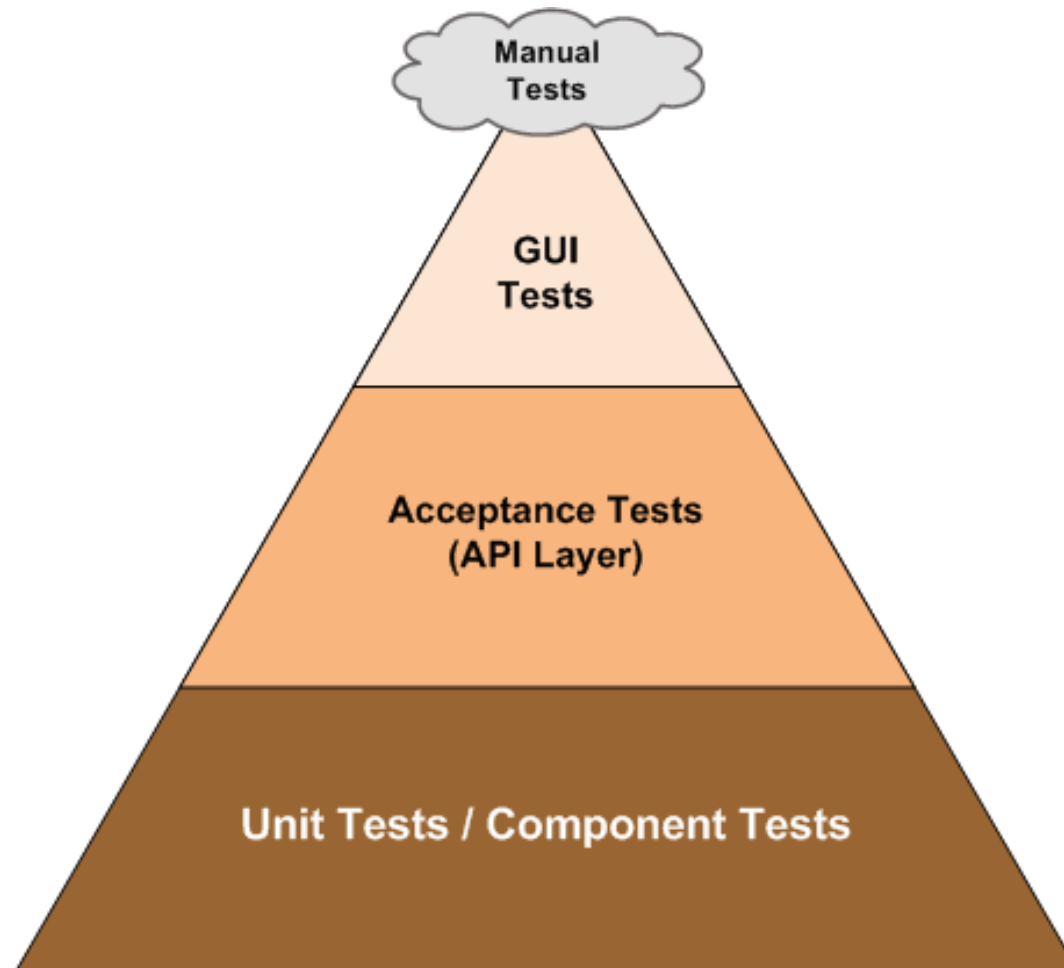 Manual
Tests
GUI
Tests
Acceptance Tests
(API Layer)
Unit Tests / Component Tests